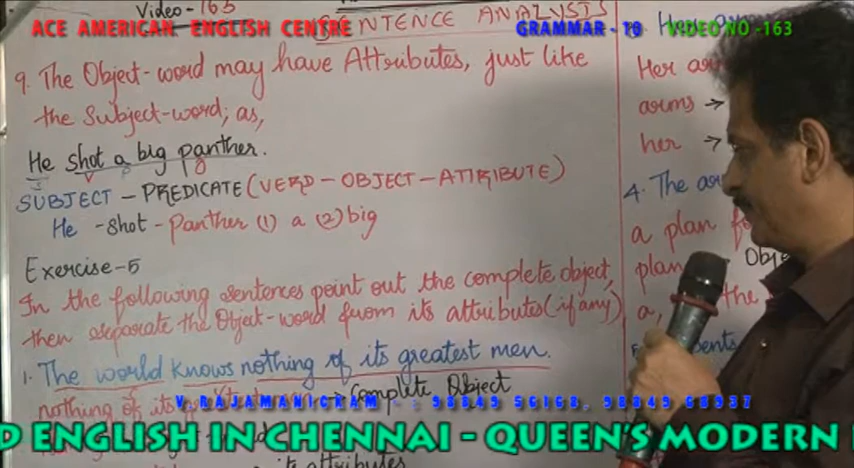 Video-163
SENTENCE ANALYSIS
ACE AMERICAN ENGLISH CENTRE
GRAMMAR - 10
VIDEO NO -163
9. The Object-word may have Attributes, just like
the Subject-word; as,
He shot a big panther.
S V O
SUBJECT - PREDICATE (VERB - OBJECT - ATTRIBUTE)
He - shot - Panther (1) a (2) big
Exercise-5
In the following sentences point out the complete object,
then separate the Object-word from its attributes (if any)
1. The world knows nothing of its greatest men.
nothing of its - Complete Object
its attributes
Her
Her
arms →
her →
4. The
a plan
plan
a, the
V. RAJAMANICKAM - : 98849 56168, 98849 68937
D ENGLISH IN CHENNAI - QUEEN'S MODERN